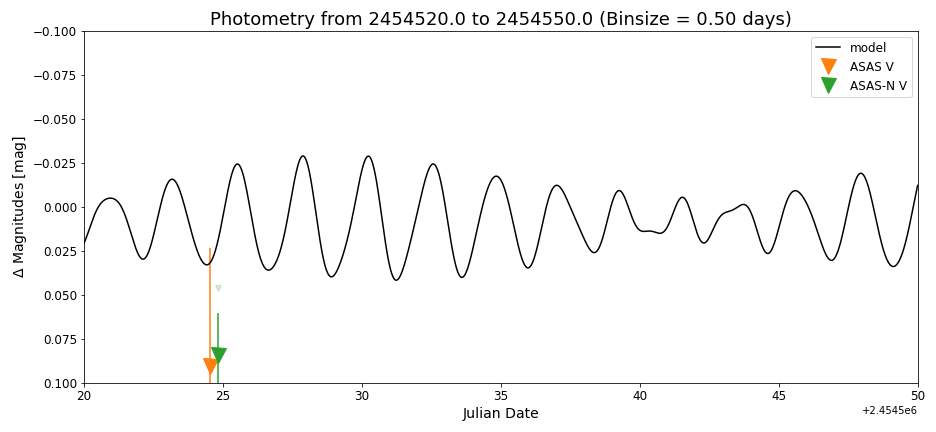 Photometry from 2454520.0 to 2454550.0 (Binsize = 0.50 days)
Δ Magnitudes [mag]
−0.100
−0.075
−0.050
−0.025
0.000
0.025
0.050
0.075
0.100
model
ASAS V
ASAS-N V
20 25 30 35 40 45 50
+2.4545e6
Julian Date